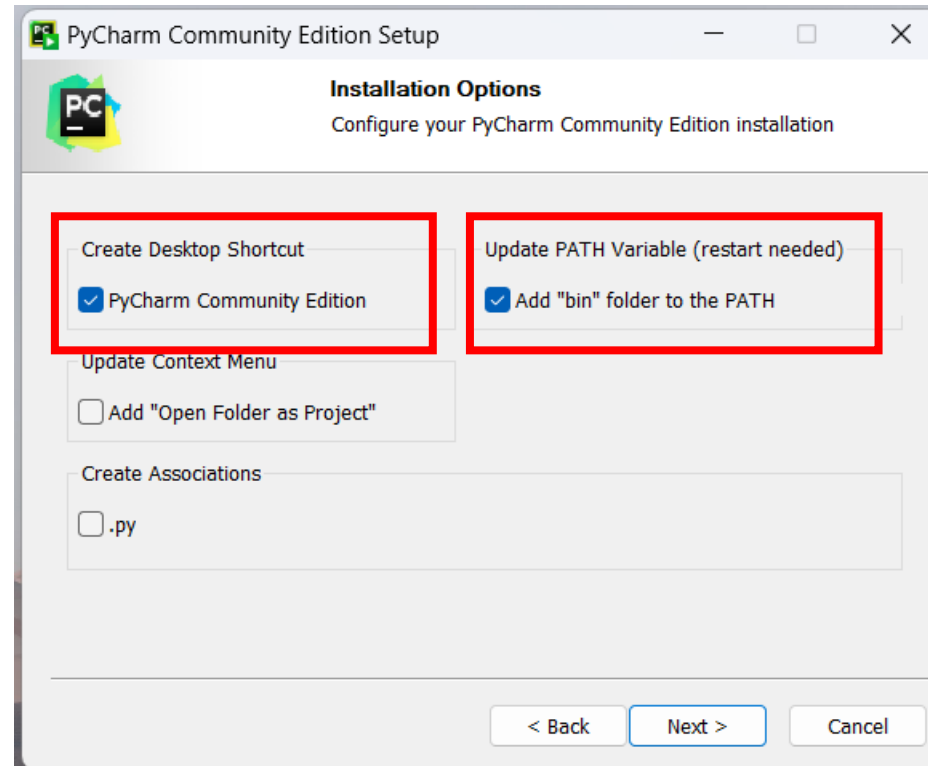 PC
PyCharm Community Edition Setup
PC
Installation Options
Configure your PyCharm Community Edition installation
Create Desktop Shortcut
PyCharm Community Edition
Update PATH Variable (restart needed)
Add "bin" folder to the PATH
Update Context Menu
Add "Open Folder as Project"
Create Associations
.py
< Back
Next >
Cancel